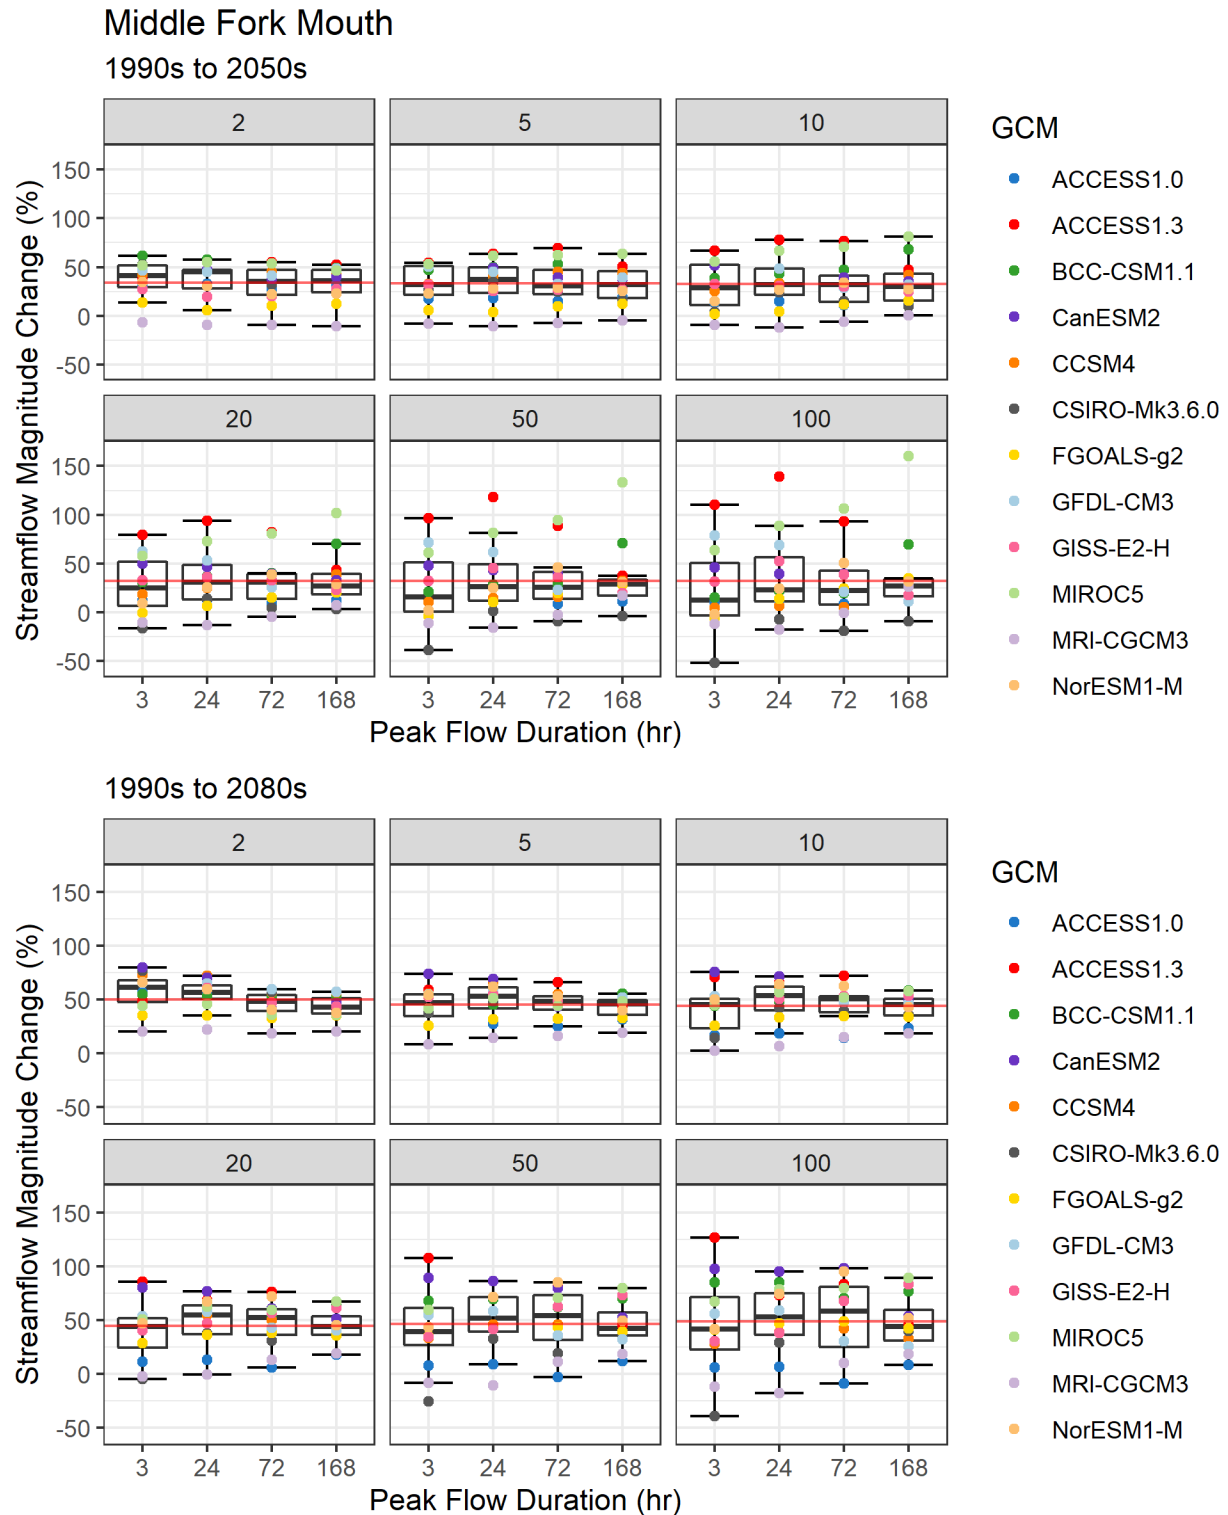 Middle Fork Mouth
1990s to 2050s
2 5 10
150
100
50
0
-50
20 50 100
150
100
50
0
-50
3 24 72 168 3 24 72 168 3 24 72 168
Peak Flow Duration (hr)
Streamflow Magnitude Change (%)
GCM
ACCESS1.0
ACCESS1.3
BCC-CSM1.1
CanESM2
CCSM4
CSIRO-Mk3.6.0
FGOALS-g2
GFDL-CM3
GISS-E2-H
MIROC5
MRI-CGCM3
NorESM1-M
1990s to 2080s
2 5 10
150
100
50
0
-50
20 50 100
150
100
50
0
-50
3 24 72 168 3 24 72 168 3 24 72 168
Peak Flow Duration (hr)
Streamflow Magnitude Change (%)
GCM
ACCESS1.0
ACCESS1.3
BCC-CSM1.1
CanESM2
CCSM4
CSIRO-Mk3.6.0
FGOALS-g2
GFDL-CM3
GISS-E2-H
MIROC5
MRI-CGCM3
NorESM1-M